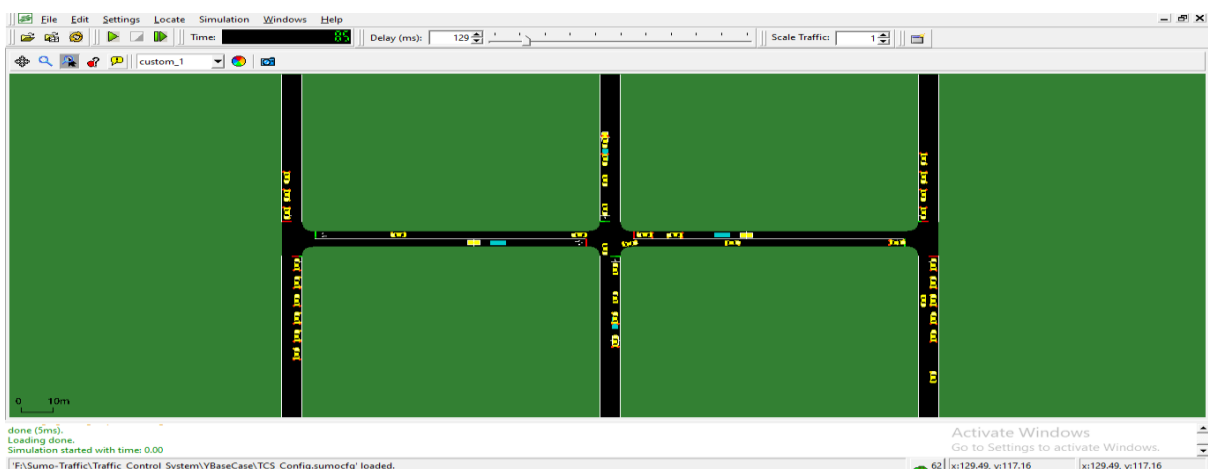 File Edit Settings Locate Simulation Windows Help
Time: 85 Delay (ms): 129 Scale Traffic: 1
custom_1
0 10m
done (5ms).
Loading done.
Simulation started with time: 0.00
Activate Windows
Go to Settings to activate Windows.
'F:\Sumo-Traffic\Traffic_Control_System\YBaseCase\TCS_Config.sumocfg' loaded.
62 x:129.49, y:117.16 x:129.49, y:117.16